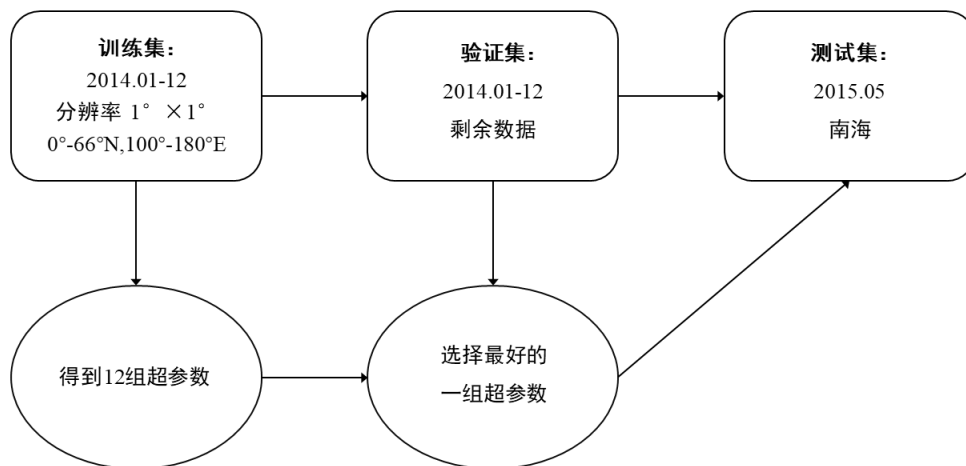 训练集：
2014.01-12
分辨率 1° ×1°
0°-66°N,100°-180°E
验证集：
2014.01-12
剩余数据
测试集：
2015.05
南海
得到12组超参数
选择最好的
一组超参数